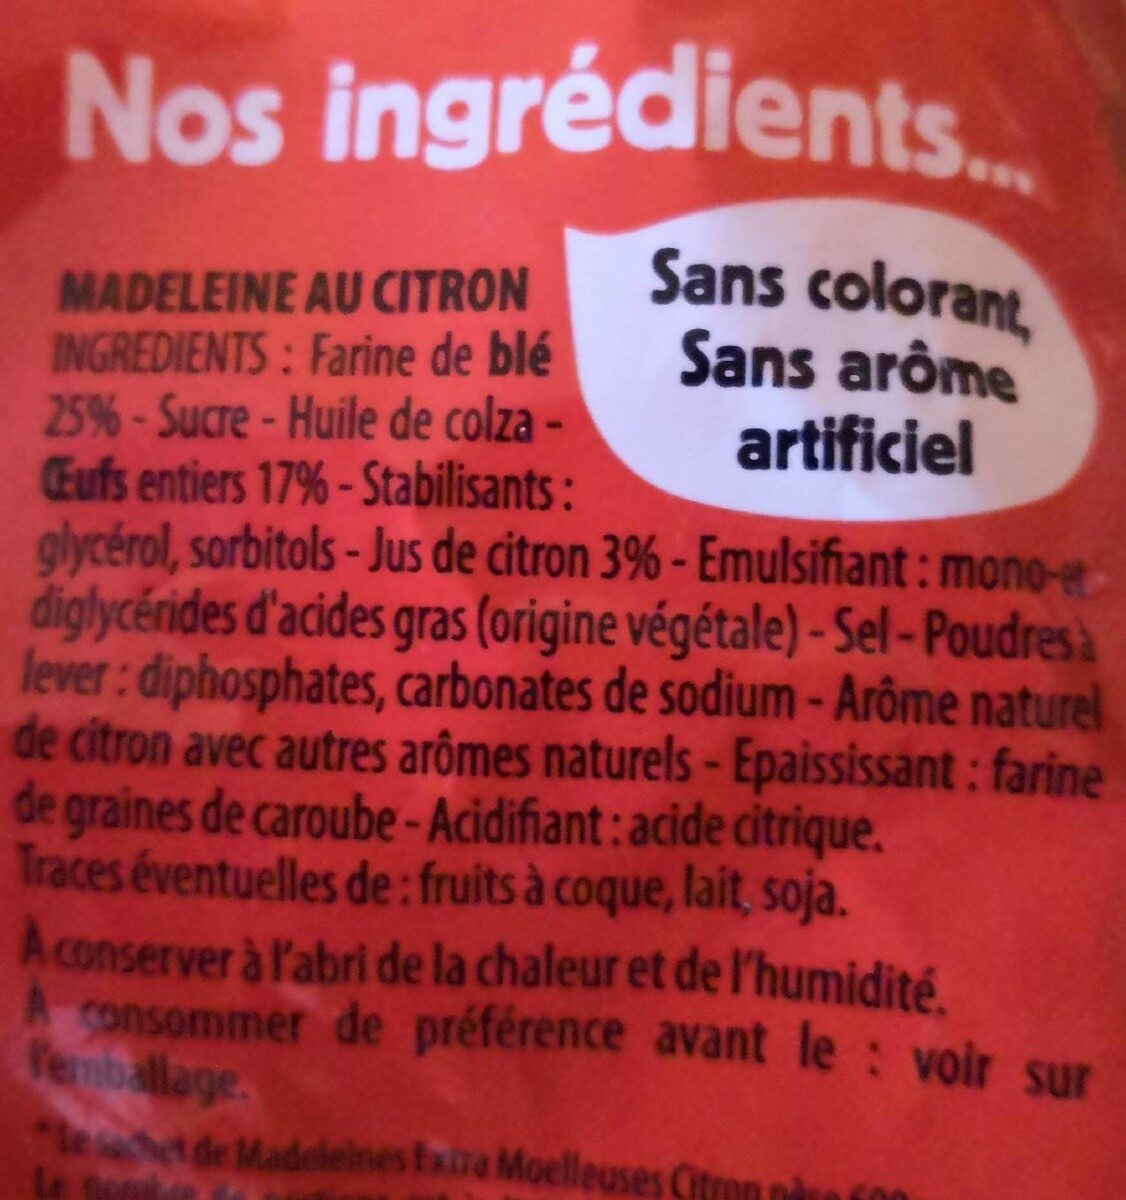 Nos ingrédients...
Sans colorant,
Sans arôme
artificiel
MADELEINE AU CITRON
INGREDIENTS : Farine de blé
25% - Sucre - Huile de colza -
Œufs entiers 17% - Stabilisants :
glycérol, sorbitols - Jus de citron 3% - Emulsifiant : mono-et
diglycérides d'acides gras (origine végétale) - Sel - Poudres à
lever : diphosphates, carbonates de sodium - Arôme naturel
de citron avec autres arômes naturels - Epaississant : farine
de graines de caroube - Acidifiant : acide citrique.
Traces éventuelles de : fruits à coque, lait, soja.
A conserver à l'abri de la chaleur et de l'humidité.
A consommer de préférence avant le : voir sur
l'emballage.
* Le sachet de Madeleines Extra Moelleuses Citron pèse
Le nombre de